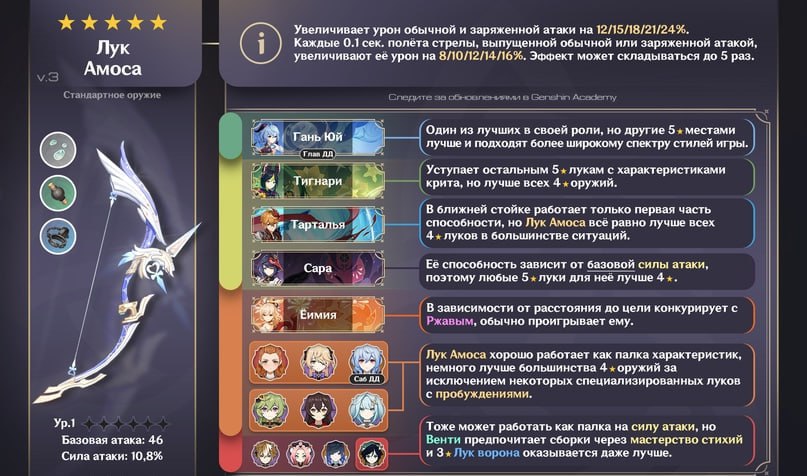 Лук
Амоса
v.3
Стандартное оружие
Ур.1
Базовая атака: 46
Сила атаки: 10,8%
Увеличивает урон обычной и заряженной атаки на 12/15/18/21/24%.
Каждые 0.1 сек. полёта стрелы, выпущенной обычной или заряженной атакой,
увеличивают её урон на 8/10/12/14/16%. Эффект может складываться до 5 раз.
Следите за обновлениями в Genshin Academy
Гань Юй
Глав ДД
Один из лучших в своей роли, но другие 5★местами
лучше и подходят более широкому спектру стилей игры.
Тигнари
Уступает остальным 5★лукам с характеристиками
крита, но лучше всех 4★оружий.
Тарталья
В ближней стойке работает только первая часть
способности, но Лук Амоса всё равно лучше всех
4★луков в большинстве ситуаций.
Сара
Её способность зависит от базовой силы атаки,
поэтому любые 5★луки для неё лучше 4★.
Ёимия
В зависимости от расстояния до цели конкурирует с
Ржавым, обычно проигрывает ему.
Саб ДД
Лук Амоса хорошо работает как палка характеристик,
немного лучше большинства 4★оружий за
исключением некоторых специализированных луков
с пробуждениями.
Тоже может работать как палка на силу атаки, но
Венти предпочитает сборки через мастерство стихий
и 3★Лук ворона оказывается даже лучше.